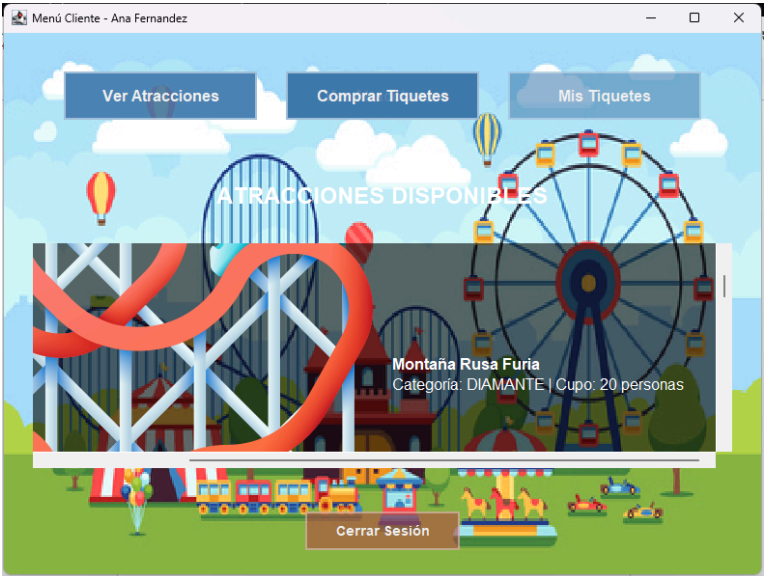 Menú Cliente - Ana Fernandez
Ver Atracciones
Comprar Tiquetes
Mis Tiquetes
ATRACCIONES DISPONIBLES
Montaña Rusa Furia
Categoría: DIAMANTE | Cupo: 20 personas
Cerrar Sesión